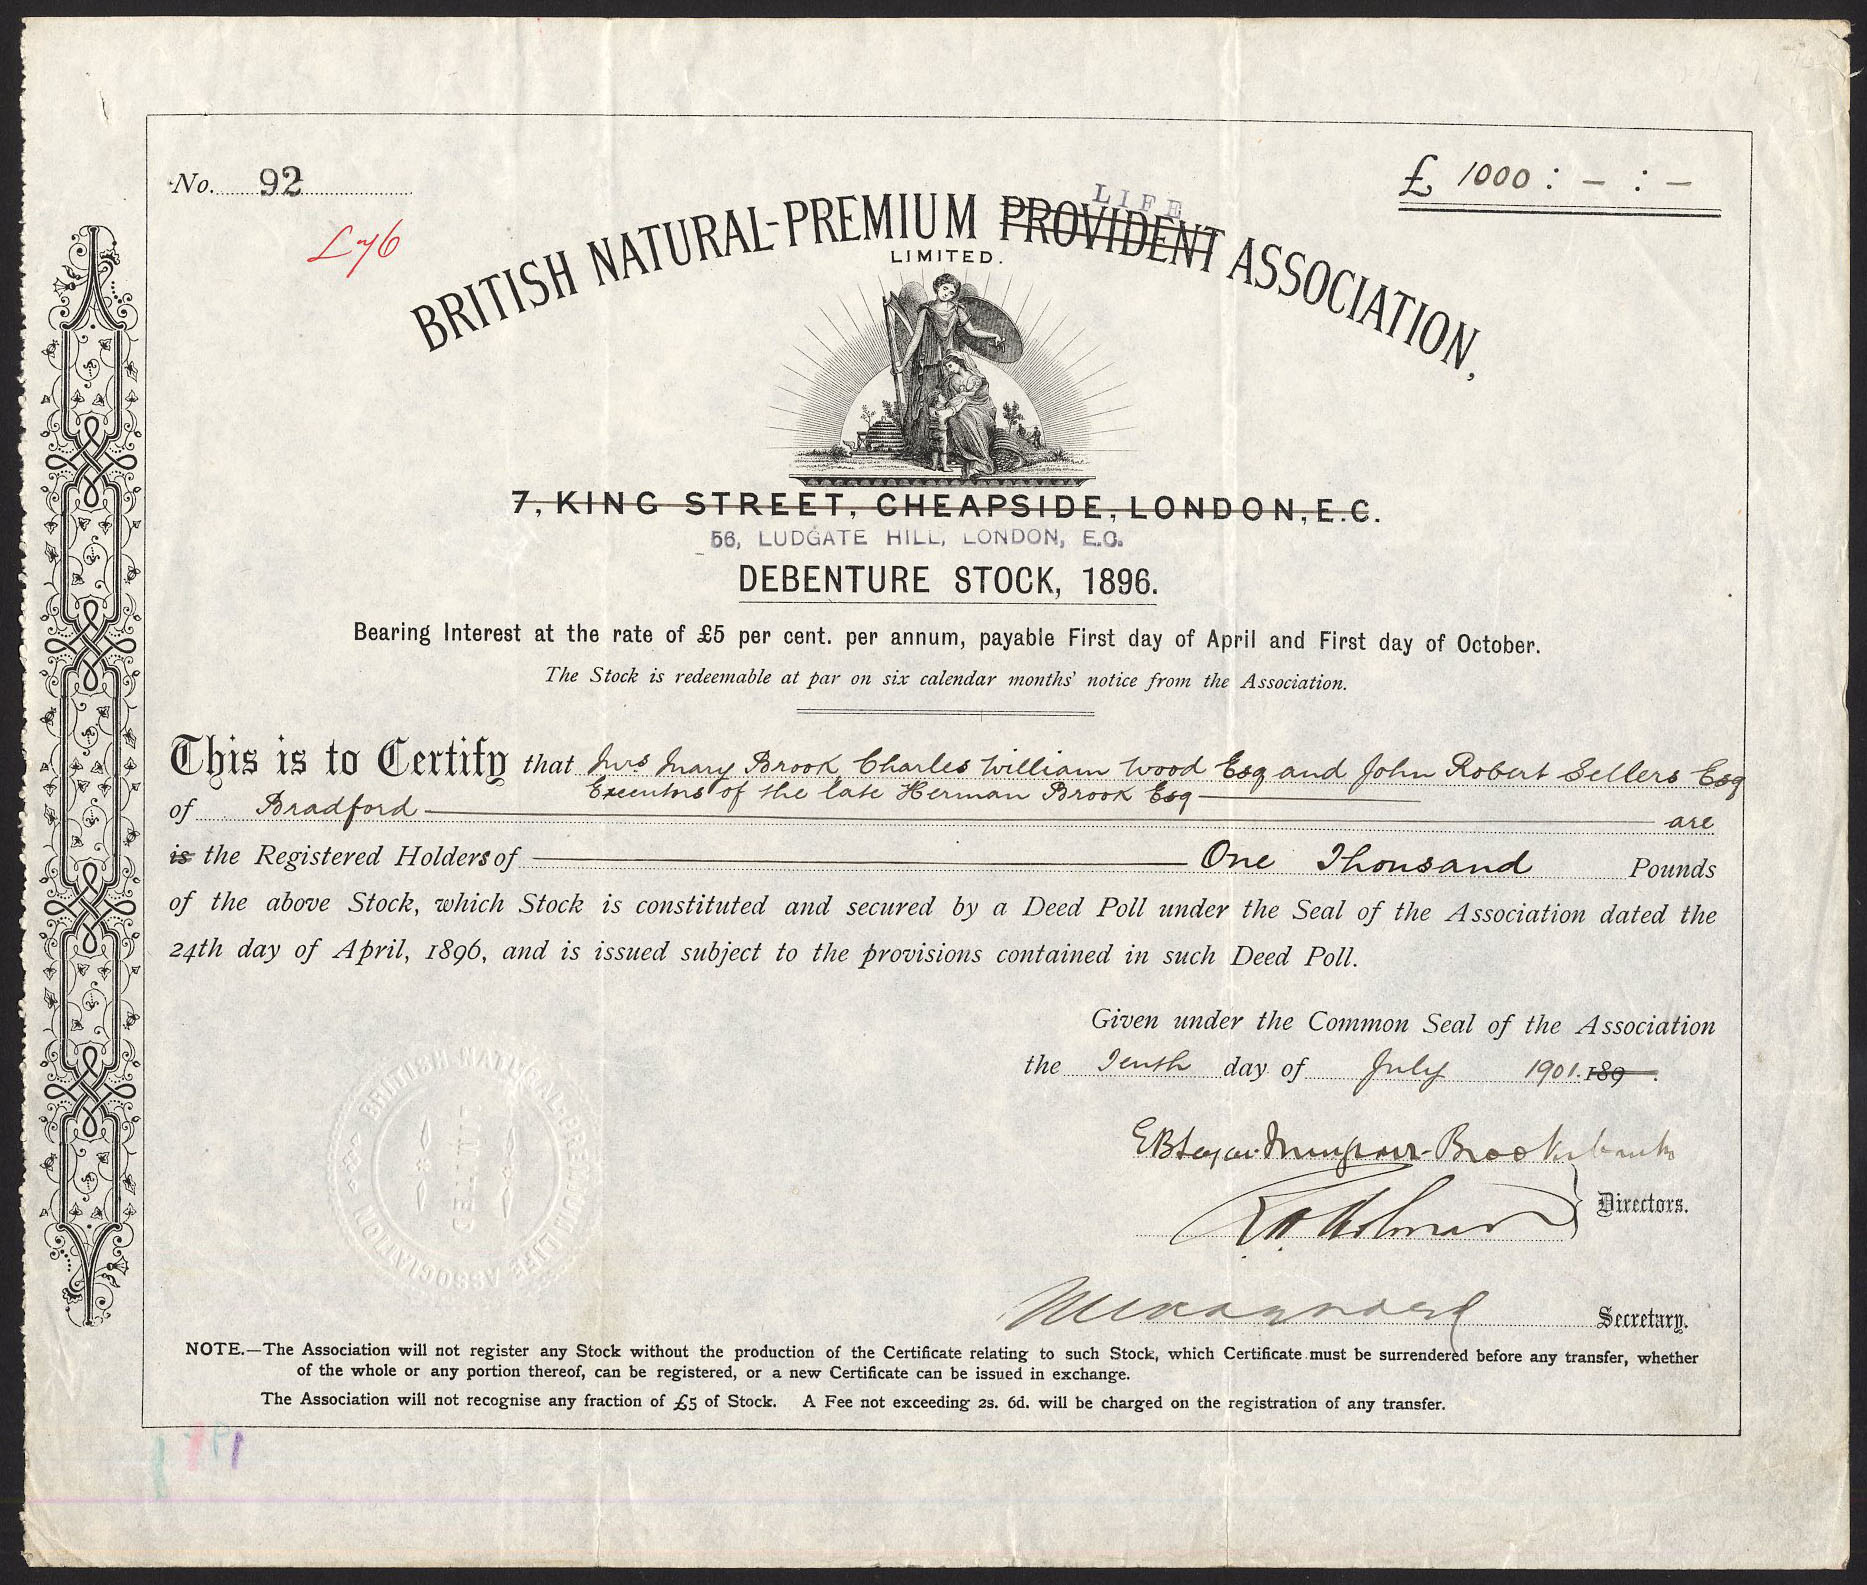 No. 92
£ 1000 : – : –
BRITISH NATURAL-PREMIUM PROVIDENT ASSOCIATION,
LIFE
LIMITED.
7, KING STREET, CHEAPSIDE, LONDON, E.C.
56, LUDGATE HILL, LONDON, E.C.
DEBENTURE STOCK, 1896.
Bearing Interest at the rate of £5 per cent. per annum, payable First day of April and First day of October.
The Stock is redeemable at par on six calendar months' notice from the Association.
This is to Certify that Mrs Mary Brook, Charles William Wood Esq and John Robert Sellers Esq
Executors of the late Herman Brook Esq
of Bradford are
is the Registered Holders of One Thousand Pounds
of the above Stock, which Stock is constituted and secured by a Deed Poll under the Seal of the Association dated the
24th day of April, 1896, and is issued subject to the provisions contained in such Deed Poll.
Given under the Common Seal of the Association
the Tenth day of July 1901. 189 .
Directors.
Secretary.
BRITISH NATURAL PREMIUM LIFE ASSOCIATION
LIMITED
NOTE.—The Association will not register any Stock without the production of the Certificate relating to such Stock, which Certificate must be surrendered before any transfer, whether
of the whole or any portion thereof, can be registered, or a new Certificate can be issued in exchange.
The Association will not recognise any fraction of £5 of Stock. A Fee not exceeding 2s. 6d. will be charged on the registration of any transfer.